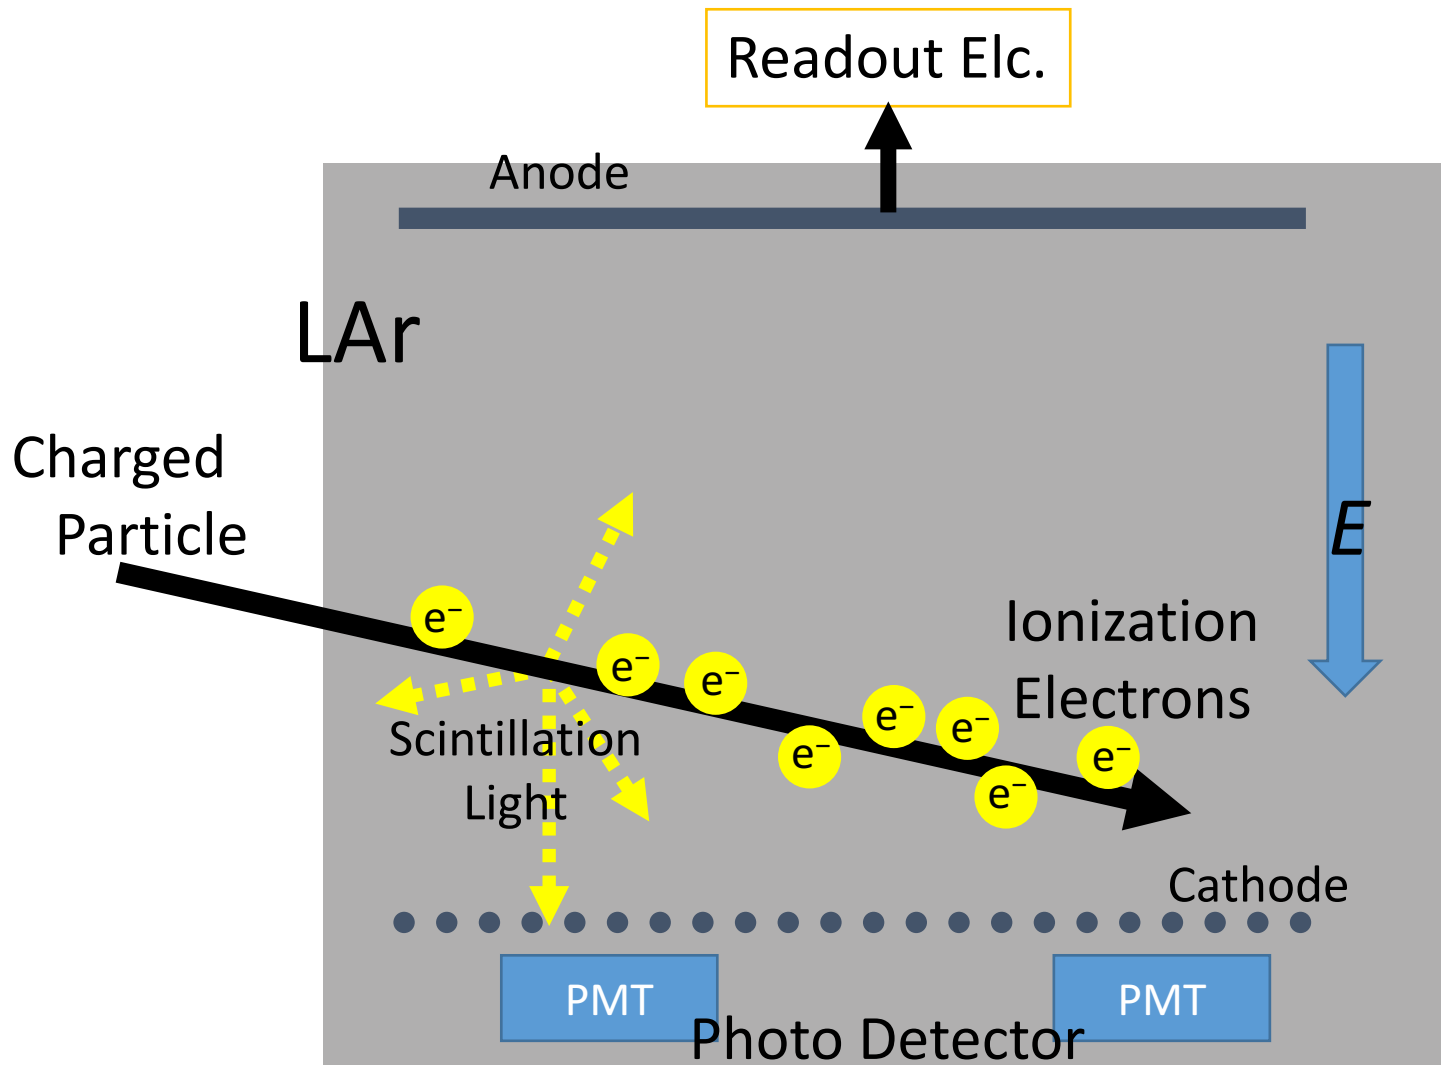 Readout Elc.
Anode
LAr
Charged
Particle
E
e⁻
e⁻
e⁻
e⁻
e⁻
e⁻
e⁻
e⁻
Ionization
Electrons
Scintillation
Light
Cathode
PMT
PMT
Photo Detector